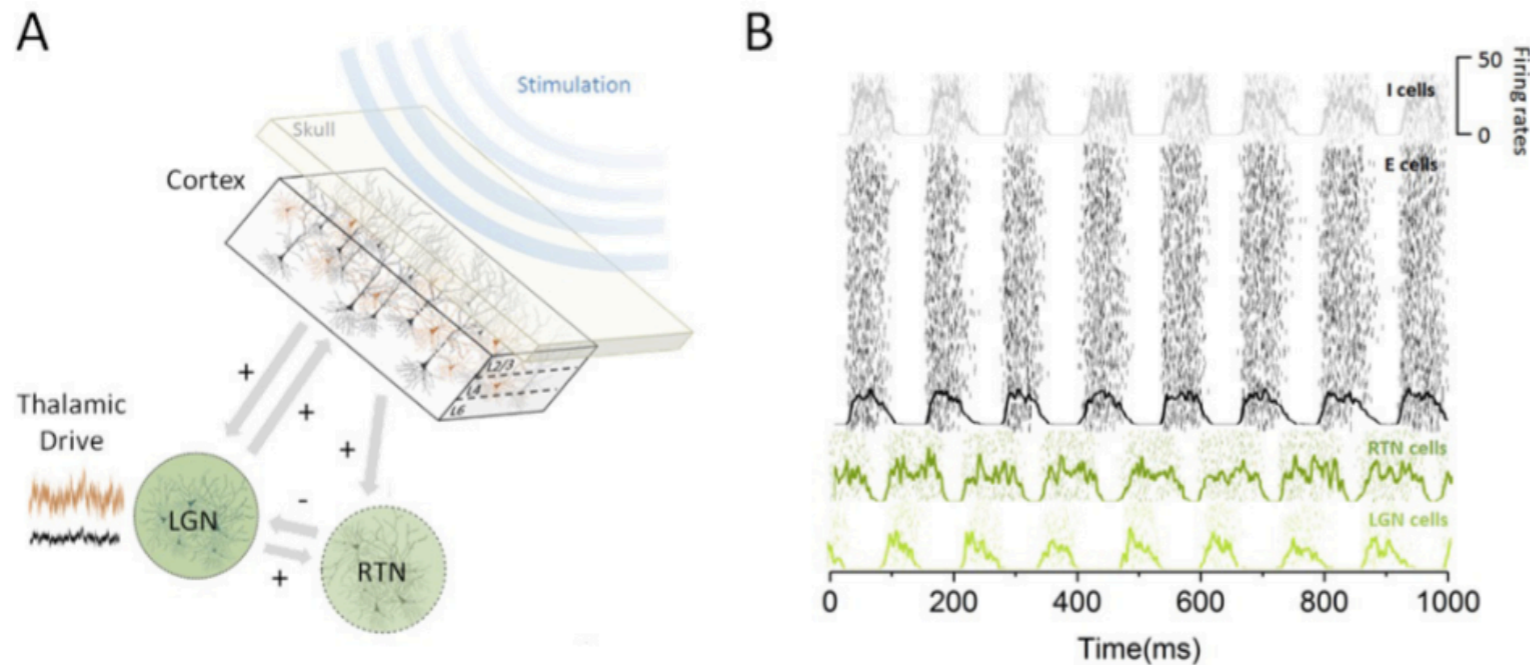 A
Stimulation
Skull
Cortex
L2/3
L4
L6
+
+
+
Thalamic
Drive
-
LGN
RTN
+
B
50
Firing rates
I cells
0
E cells
RTN cells
LGN cells
0 200 400 600 800 1000
Time(ms)